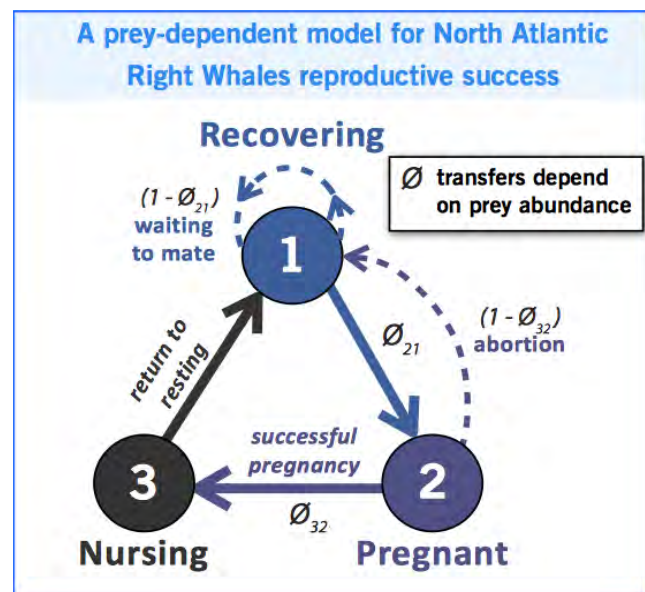 A prey-dependent model for North Atlantic
Right Whales reproductive success
Recovering
Ø transfers depend
on prey abundance
(1 - Ø21)
waiting
to mate
1
Ø21
(1 - Ø32)
abortion
return to
resting
successful
pregnancy
3
2
Ø32
Nursing
Pregnant